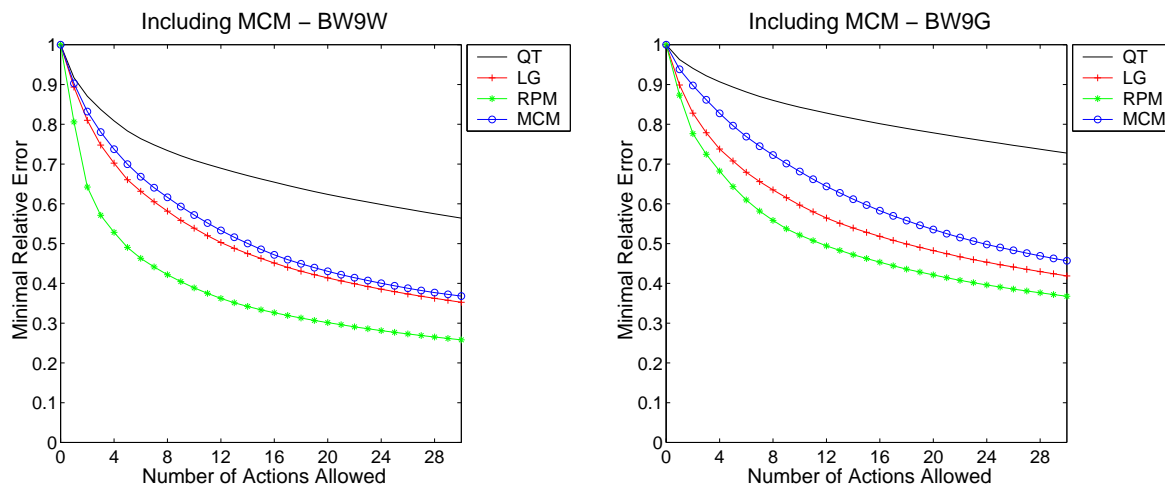 Including MCM – BW9W
1
0.9
0.8
0.7
0.6
0.5
0.4
0.3
0.2
0.1
0
Minimal Relative Error
0 4 8 12 16 20 24 28
Number of Actions Allowed
QT
LG
RPM
MCM
Including MCM – BW9G
1
0.9
0.8
0.7
0.6
0.5
0.4
0.3
0.2
0.1
0
Minimal Relative Error
0 4 8 12 16 20 24 28
Number of Actions Allowed
QT
LG
RPM
MCM